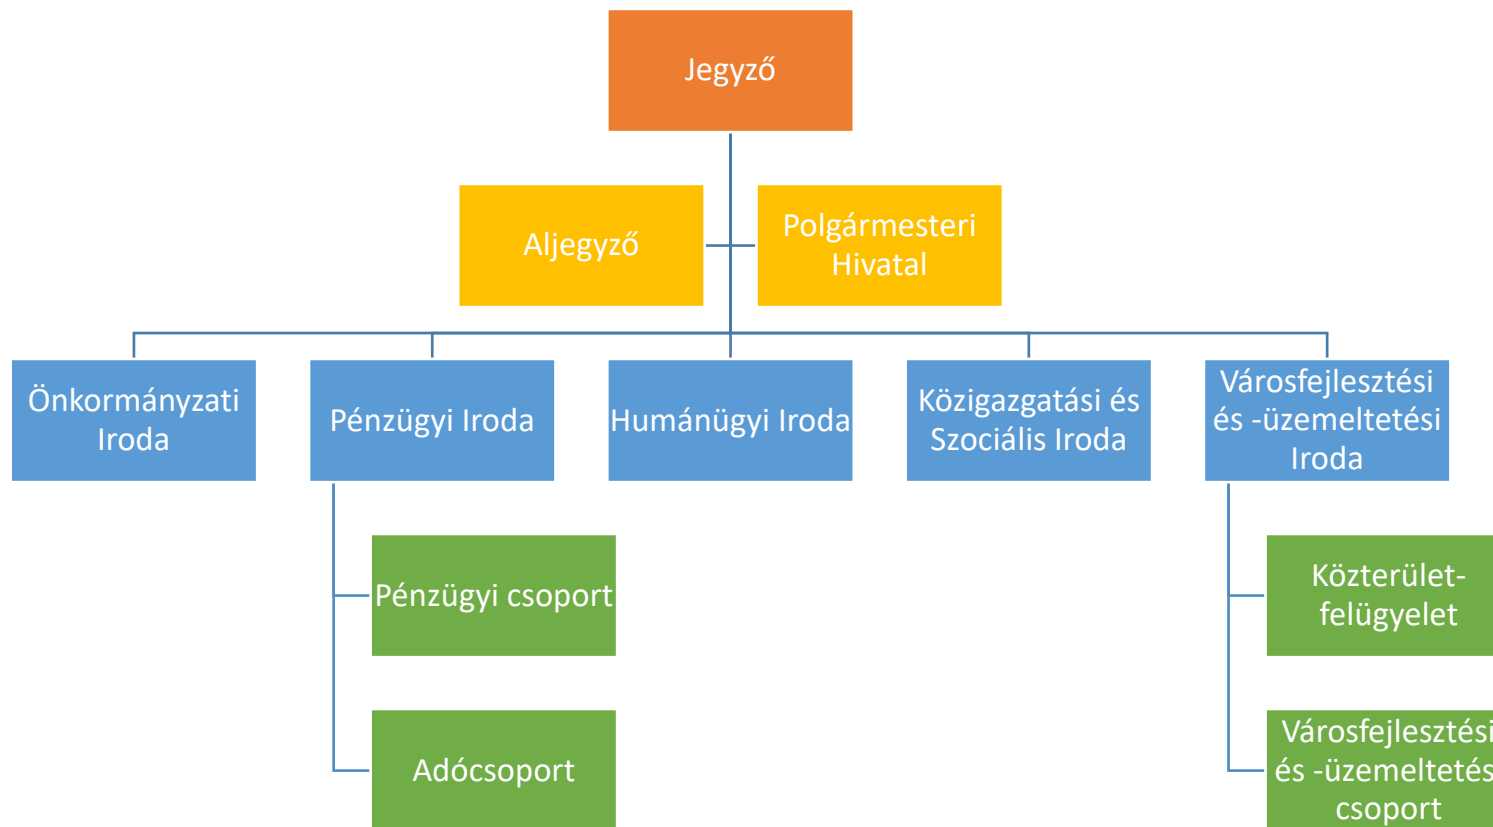 Jegyző
Aljegyző
Polgármesteri
Hivatal
Önkormányzati
Iroda
Pénzügyi Iroda
Humánügyi Iroda
Közigazgatási és
Szociális Iroda
Városfejlesztési
és -üzemeltetési
Iroda
Pénzügyi csoport
Adócsoport
Közterület-
felügyelet
Városfejlesztési
és -üzemeltetés
csoport